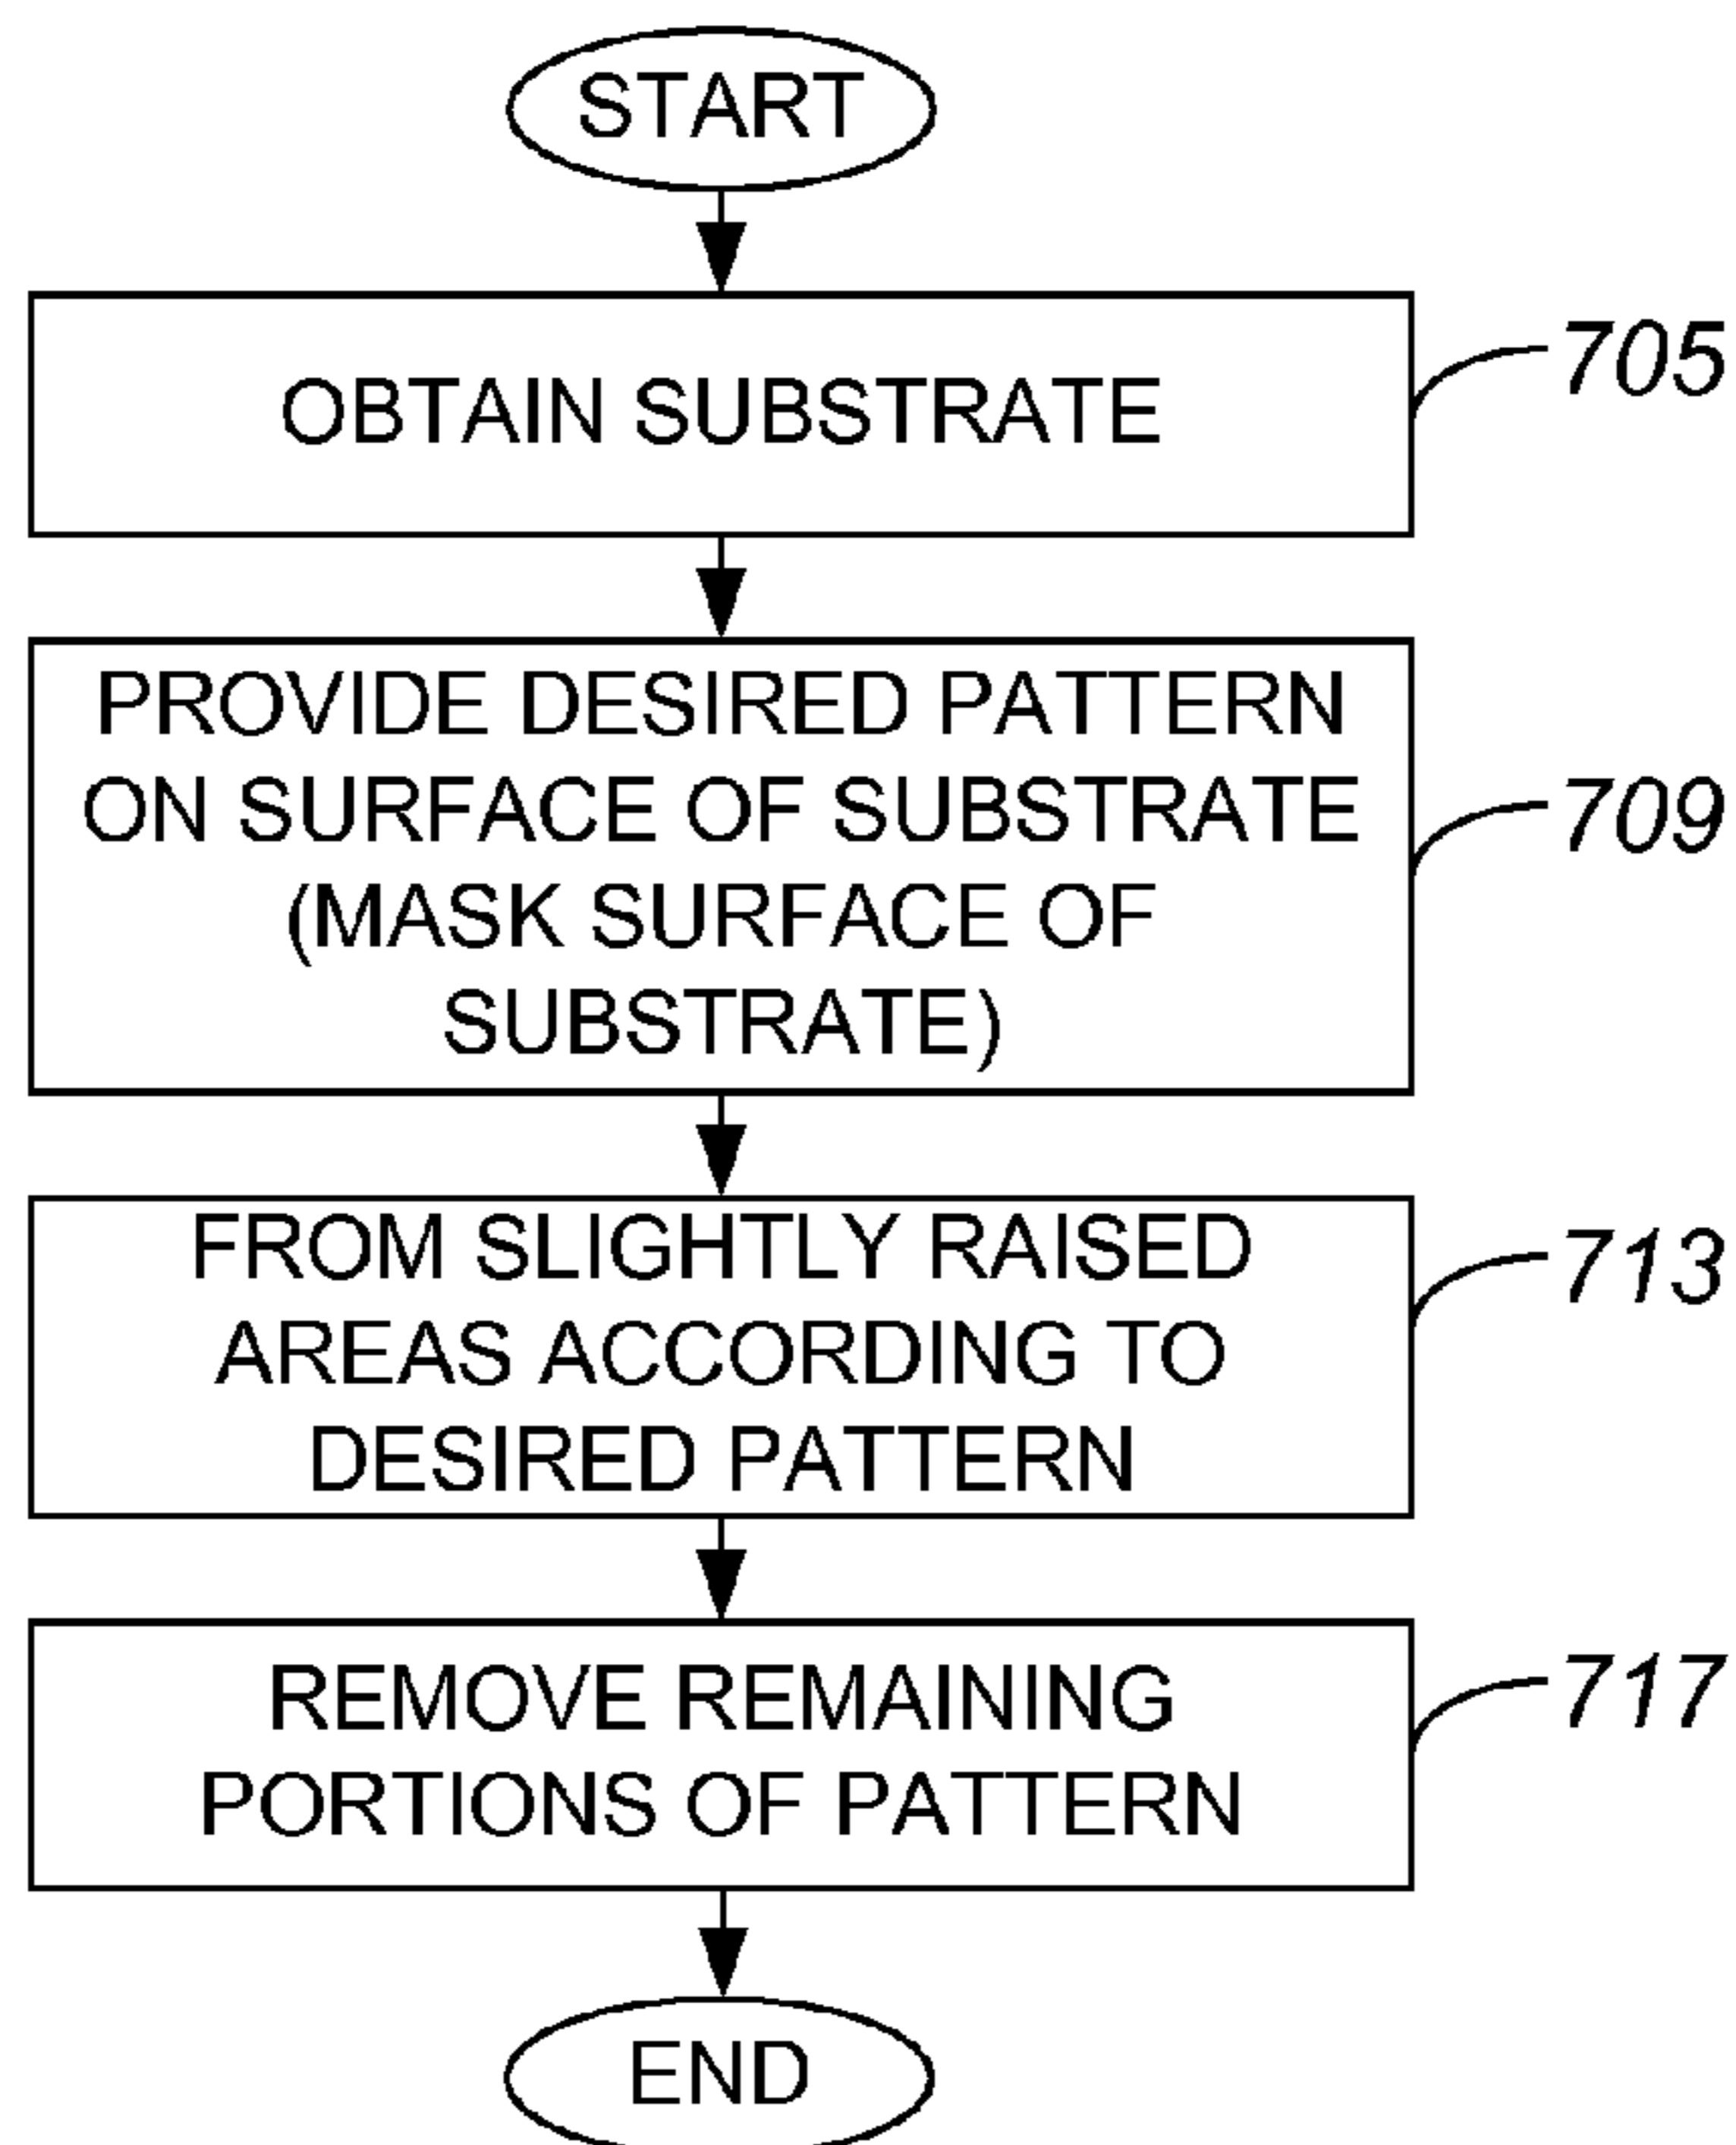 START
OBTAIN SUBSTRATE
705
PROVIDE DESIRED PATTERN
ON SURFACE OF SUBSTRATE
(MASK SURFACE OF
SUBSTRATE)
709
FROM SLIGHTLY RAISED
AREAS ACCORDING TO
DESIRED PATTERN
713
REMOVE REMAINING
PORTIONS OF PATTERN
717
END